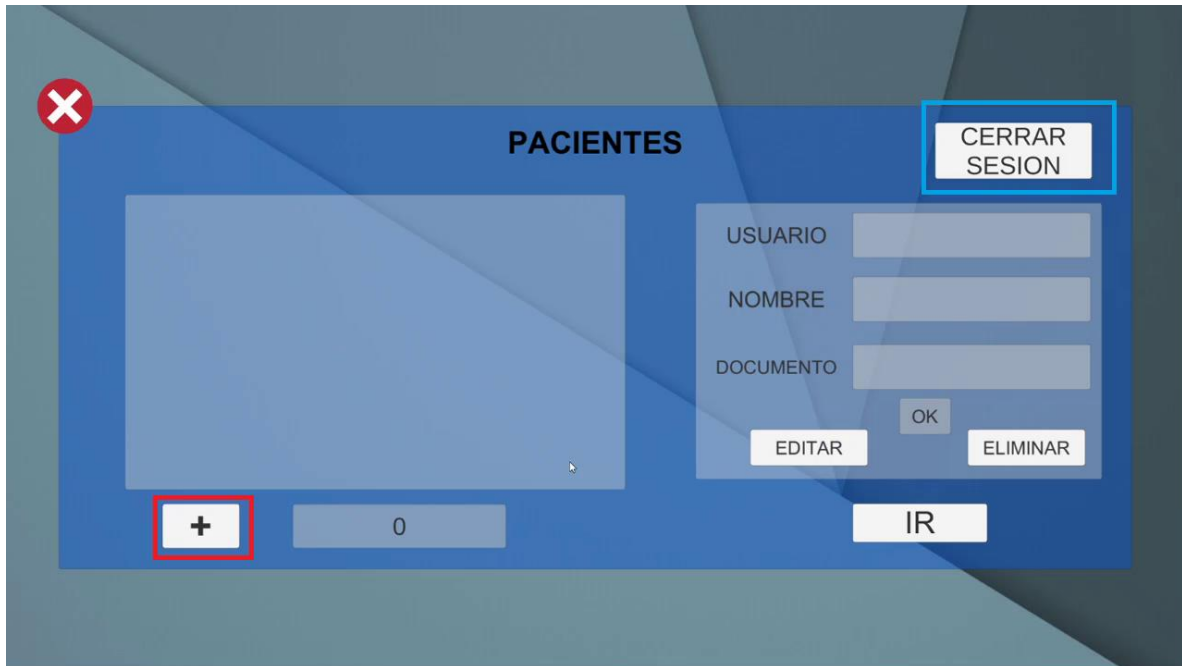 PACIENTES
CERRAR
SESION
USUARIO
NOMBRE
DOCUMENTO
OK
EDITAR
ELIMINAR
+
0
IR